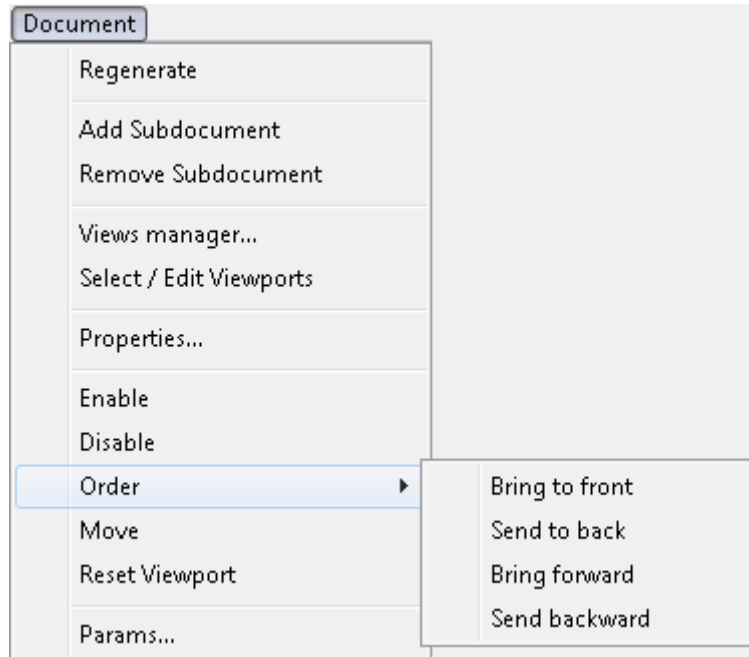 Document
Regenerate
Add Subdocument
Remove Subdocument
Views manager...
Select / Edit Viewports
Properties...
Enable
Disable
Order
Move
Reset Viewport
Params...
Bring to front
Send to back
Bring forward
Send backward